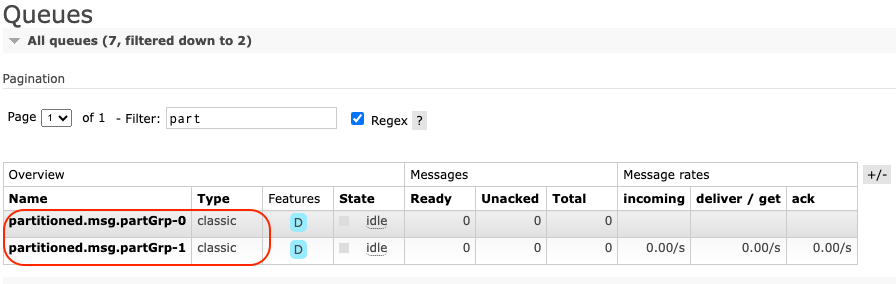 Queues
All queues (7, filtered down to 2)
Pagination
Page 1 of 1 - Filter: part Regex ?
Overview Messages Message rates +/-
Name Type Features State Ready Unacked Total incoming deliver / get ack
partitioned.msg.partGrp-0 classic D idle 0 0 0
partitioned.msg.partGrp-1 classic D idle 0 0 0 0.00/s 0.00/s 0.00/s